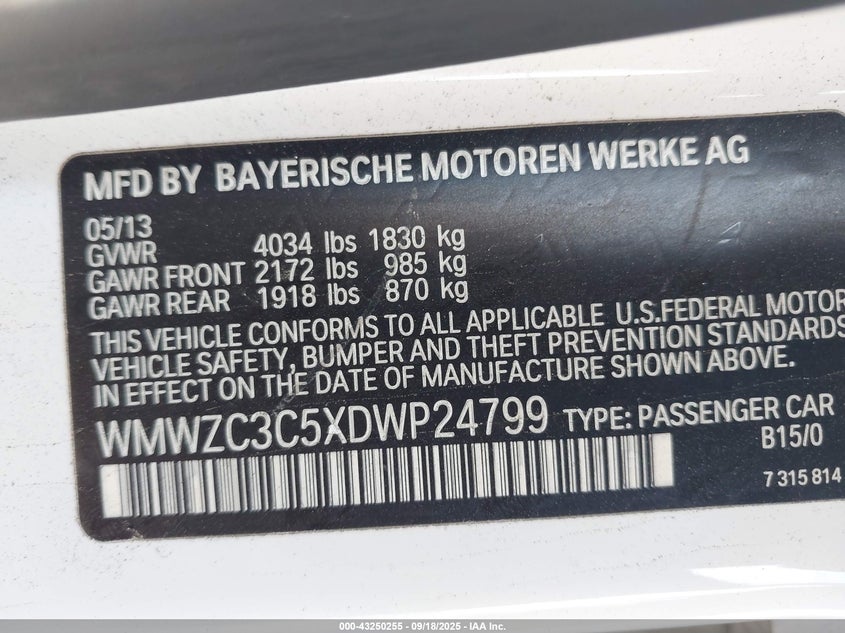 MFD BY BAYERISCHE MOTOREN WERKE AG
05/13
GVWR 4034 lbs 1830 kg
GAWR FRONT 2172 lbs 985 kg
GAWR REAR 1918 lbs 870 kg
THIS VEHICLE CONFORMS TO ALL APPLICABLE U.S.FEDERAL MOTOR
VEHICLE SAFETY, BUMPER AND THEFT PREVENTION STANDARDS
IN EFFECT ON THE DATE OF MANUFACTURE SHOWN ABOVE.
WMWZC3C5XDWP24799 TYPE: PASSENGER CAR
B15/0
7 315 814
000-43250255 - 09/18/2025 - IAA Inc.